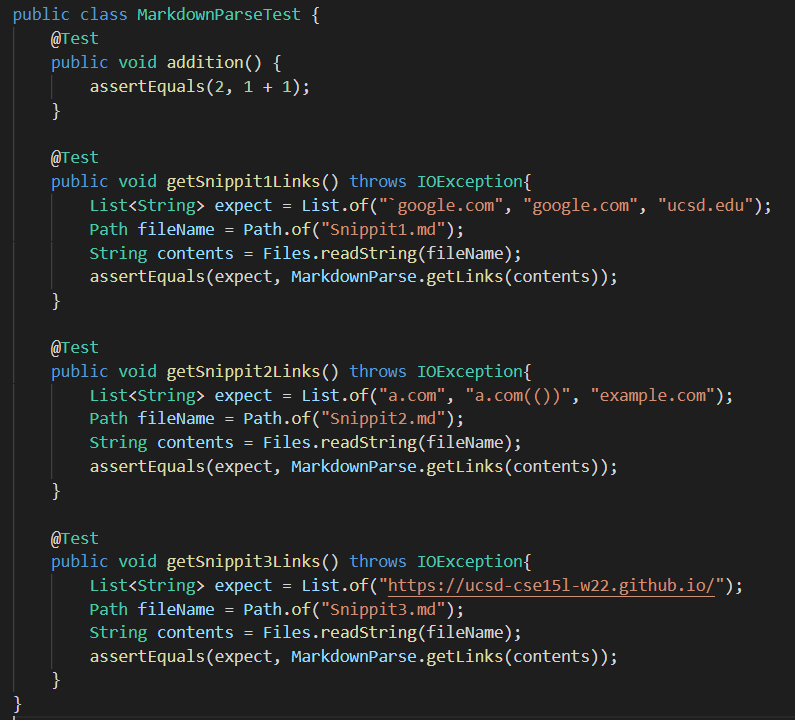 public class MarkdownParseTest {
    @Test
    public void addition() {
        assertEquals(2, 1 + 1);
    }

    @Test
    public void getSnippit1Links() throws IOException{
        List<String> expect = List.of("`google.com", "google.com", "ucsd.edu");
        Path fileName = Path.of("Snippit1.md");
        String contents = Files.readString(fileName);
        assertEquals(expect, MarkdownParse.getLinks(contents));
    }

    @Test
    public void getSnippit2Links() throws IOException{
        List<String> expect = List.of("a.com", "a.com(())", "example.com");
        Path fileName = Path.of("Snippit2.md");
        String contents = Files.readString(fileName);
        assertEquals(expect, MarkdownParse.getLinks(contents));
    }

    @Test
    public void getSnippit3Links() throws IOException{
        List<String> expect = List.of("https://ucsd-cse15l-w22.github.io/");
        Path fileName = Path.of("Snippit3.md");
        String contents = Files.readString(fileName);
        assertEquals(expect, MarkdownParse.getLinks(contents));
    }
}